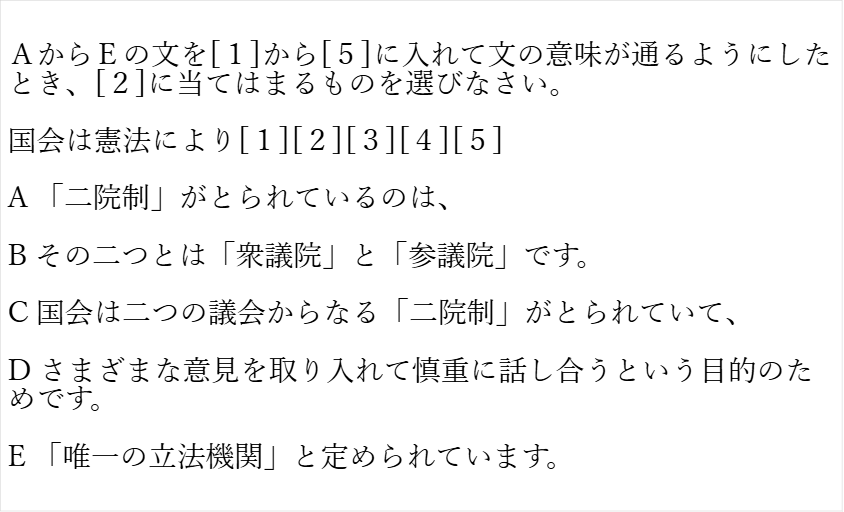 ＡからＥの文を[１]から[５]に入れて文の意味が通るようにした
とき、[２]に当てはまるものを選びなさい。
国会は憲法により[１][２][３][４][５]
A 「二院制」がとられているのは、
B その二つとは「衆議院」と「参議院」です。
C 国会は二つの議会からなる「二院制」がとられていて、
D さまざまな意見を取り入れて慎重に話し合うという目的のた
めです。
E 「唯一の立法機関」と定められています。